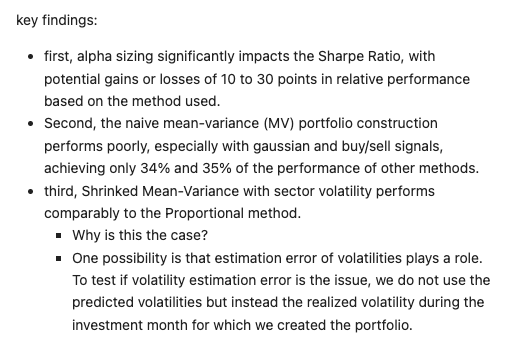 key findings:
• first, alpha sizing significantly impacts the Sharpe Ratio, with
potential gains or losses of 10 to 30 points in relative performance
based on the method used.
• Second, the naive mean-variance (MV) portfolio construction
performs poorly, especially with gaussian and buy/sell signals,
achieving only 34% and 35% of the performance of other methods.
• third, Shrinked Mean-Variance with sector volatility performs
comparably to the Proportional method.
▪ Why is this the case?
▪ One possibility is that estimation error of volatilities plays a role.
To test if volatility estimation error is the issue, we do not use the
predicted volatilities but instead the realized volatility during the
investment month for which we created the portfolio.